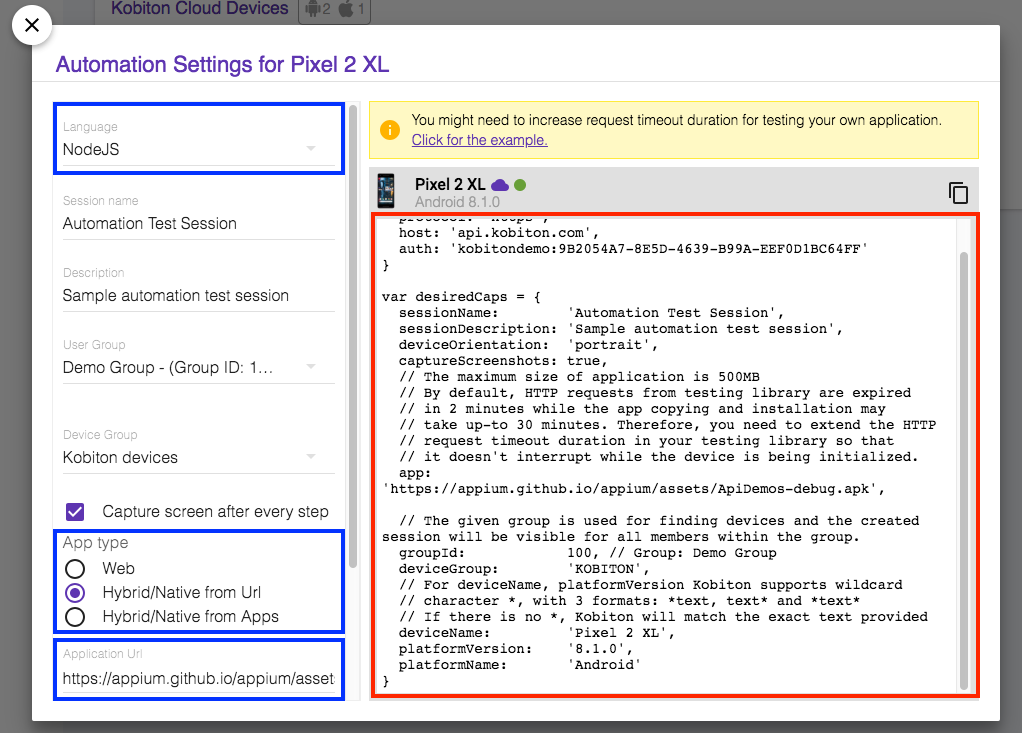 Kobiton Cloud Devices 2 1
Automation Settings for Pixel 2 XL
Language
NodeJS
Session name
Automation Test Session
Description
Sample automation test session
User Group
Demo Group - (Group ID: 1...
Device Group
Kobiton devices
Capture screen after every step
App type
Web
Hybrid/Native from Url
Hybrid/Native from Apps
Application Url
https://appium.github.io/appium/asset
You might need to increase request timeout duration for testing your own application.
Click for the example.
Pixel 2 XL
Android 8.1.0
protocol: 'https',
host: 'api.kobiton.com',
auth: 'kobitondemo:9B2054A7-8E5D-4639-B99A-EEF0D1BC64FF'
}
var desiredCaps = {
sessionName: 'Automation Test Session',
sessionDescription: 'Sample automation test session',
deviceOrientation: 'portrait',
captureScreenshots: true,
// The maximum size of application is 500MB
// By default, HTTP requests from testing library are expired
// in 2 minutes while the app copying and installation may
// take up-to 30 minutes. Therefore, you need to extend the HTTP
// request timeout duration in your testing library so that
// it doesn't interrupt while the device is being initialized.
app:
'https://appium.github.io/appium/assets/ApiDemos-debug.apk',
// The given group is used for finding devices and the created
session will be visible for all members within the group.
groupId: 100, // Group: Demo Group
deviceGroup: 'KOBITON',
// For deviceName, platformVersion Kobiton supports wildcard
// character *, with 3 formats: *text, text* and *text*
// If there is no *, Kobiton will match the exact text provided
deviceName: 'Pixel 2 XL',
platformVersion: '8.1.0',
platformName: 'Android'
}